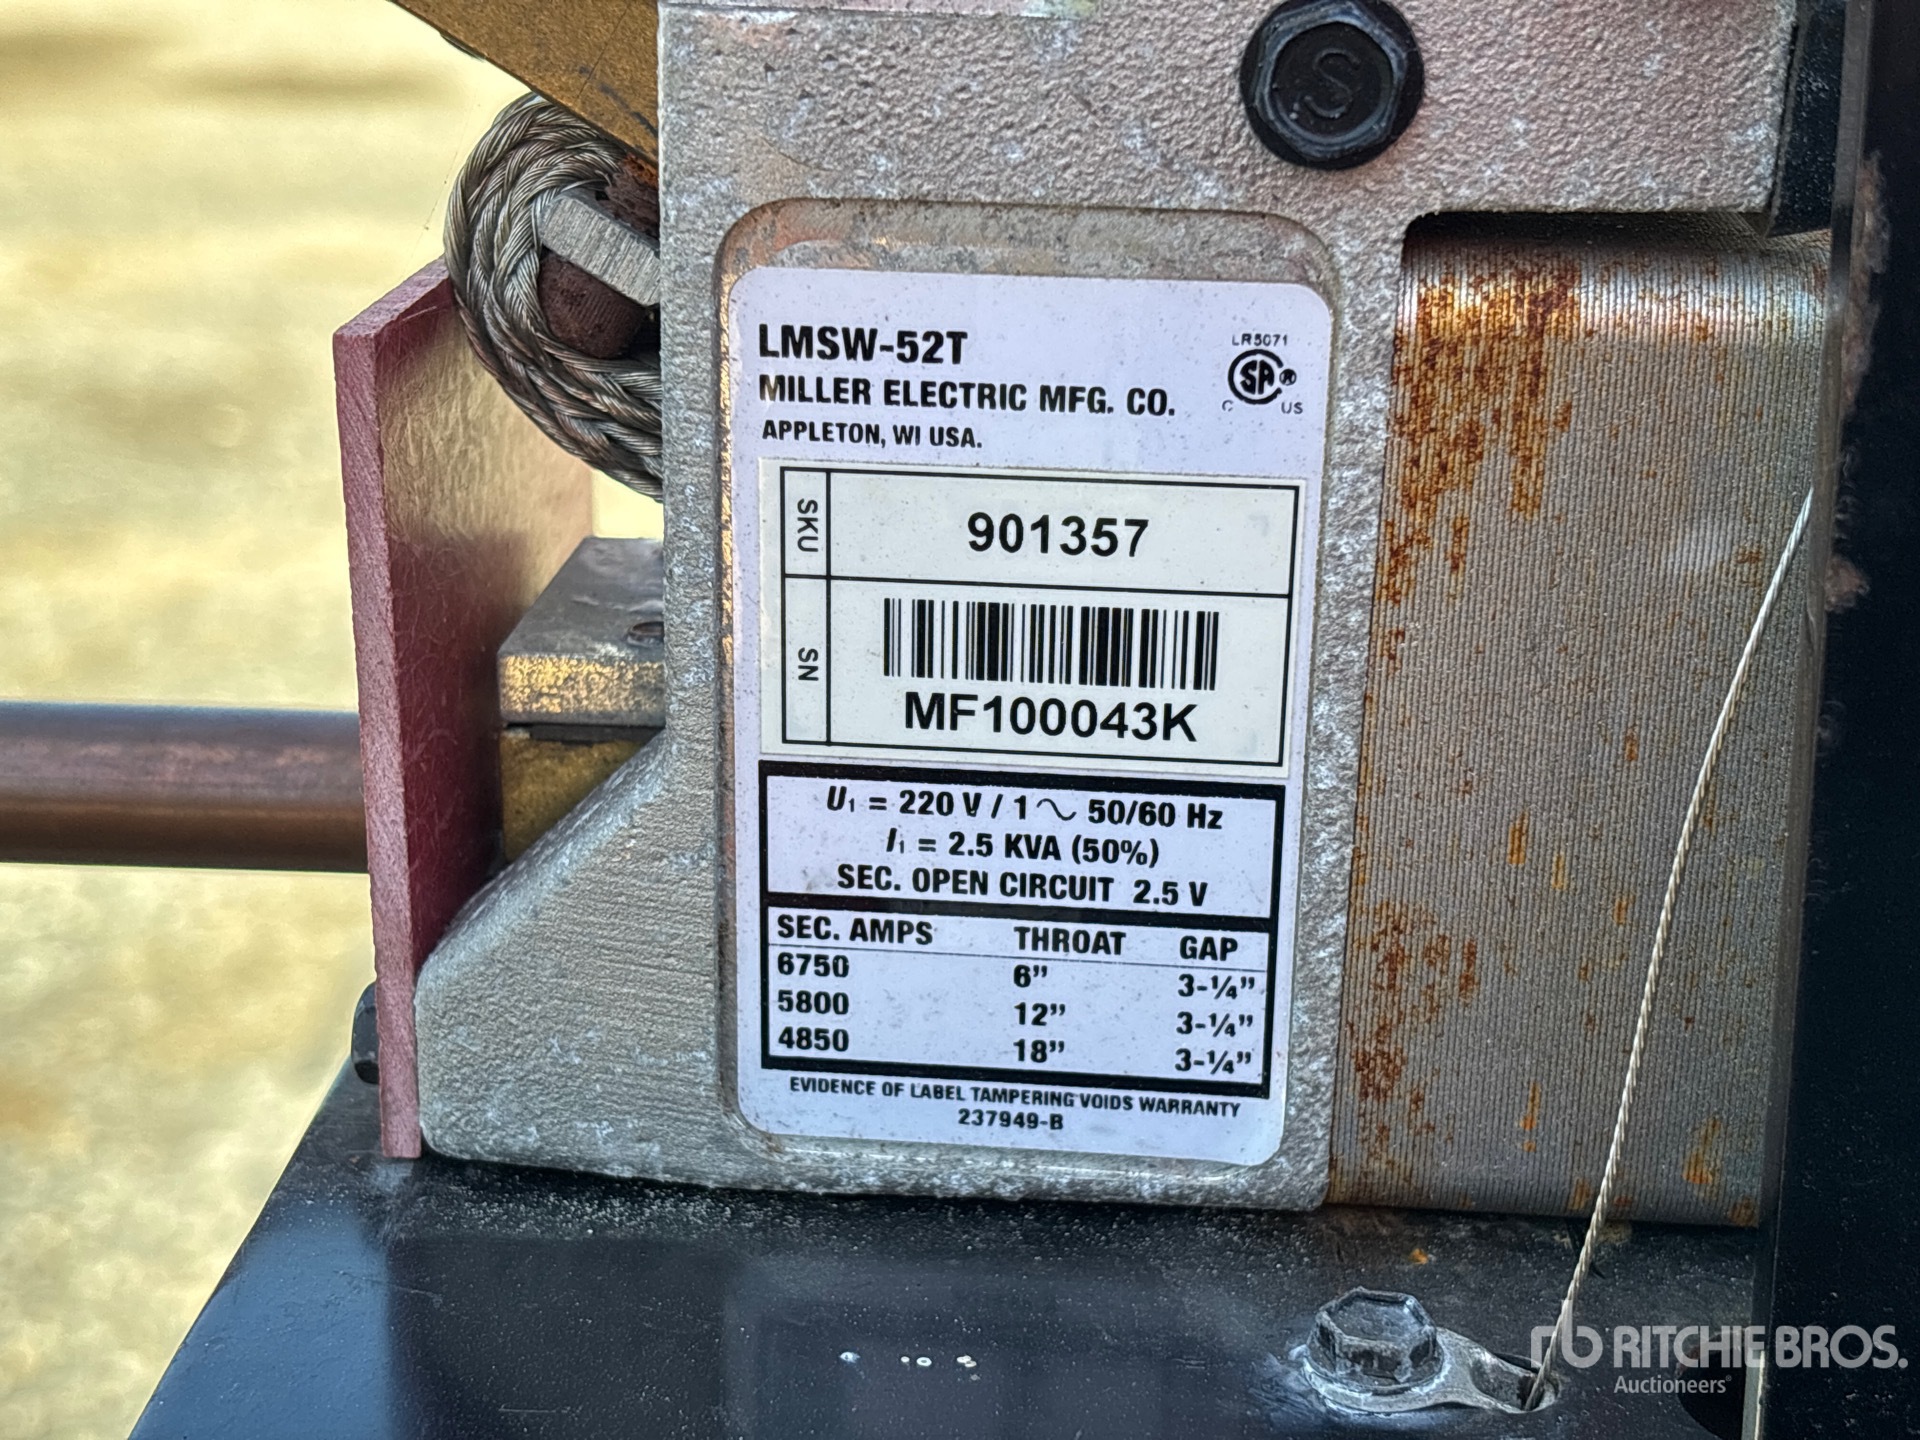 S
LMSW-52T
MILLER ELECTRIC MFG. CO.
APPLETON, WI USA.
LR5071
SA ®
C US
SKU 901357
SN MF100043K
U1 = 220 V / 1 ~ 50/60 Hz
I1 = 2.5 KVA (50%)
SEC. OPEN CIRCUIT 2.5 V
SEC. AMPS THROAT GAP
6750 6" 3-1/4"
5800 12" 3-1/4"
4850 18" 3-1/4"
EVIDENCE OF LABEL TAMPERING VOIDS WARRANTY
237949-B
rb RITCHIE BROS.
Auctioneers®